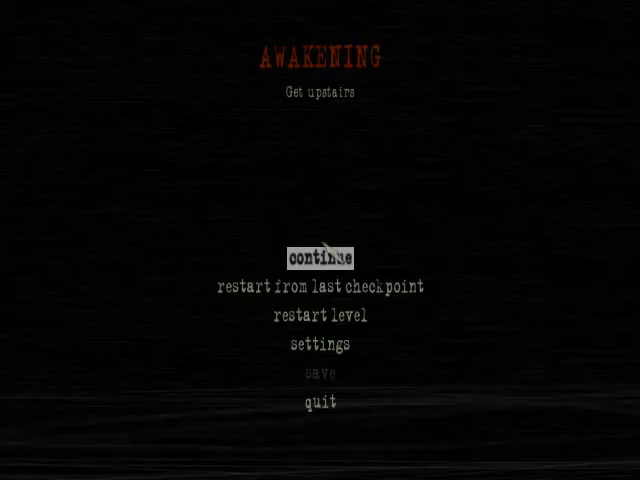 AWAKENING
Get upstairs
continue
restart from last checkpoint
restart level
settings
save
quit